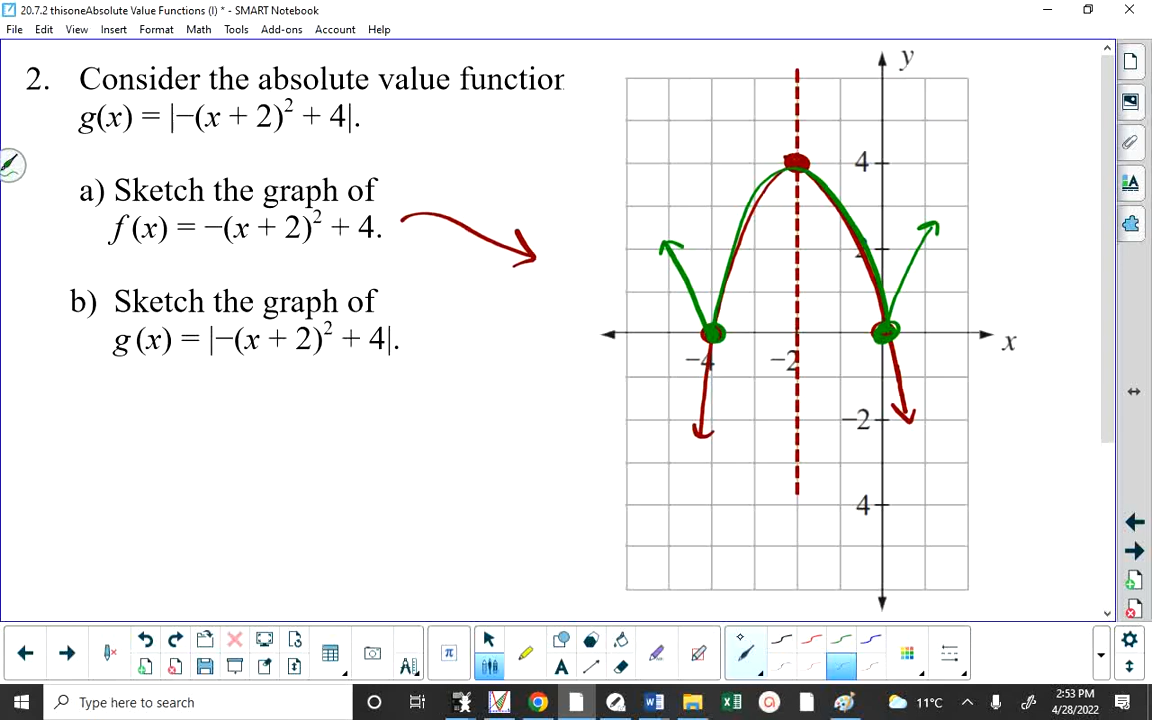 20.7.2 thisoneAbsolute Value Functions (I) * - SMART Notebook
File Edit View Insert Format Math Tools Add-ons Account Help
2. Consider the absolute value function
g(x) = |−(x + 2)² + 4|.
a) Sketch the graph of
f (x) = −(x + 2)² + 4.
b) Sketch the graph of
g (x) = |−(x + 2)² + 4|.
y
4
2
−4
−2
x
−2
4
π
A
Type here to search
11°C
2:53 PM
4/28/2022